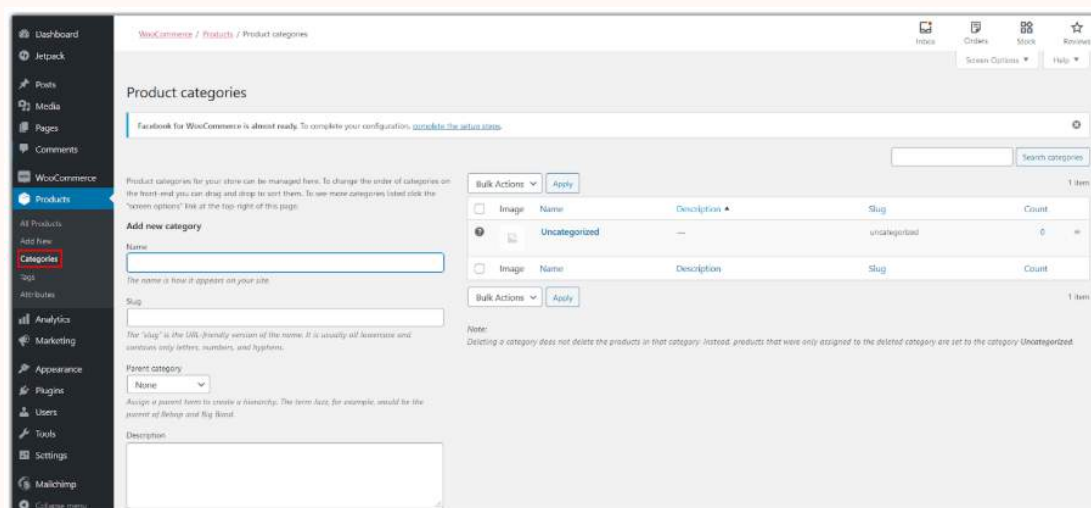 Dashboard
Jetpack
Posts
Media
Pages
Comments
WooCommerce
Products
All Products
Add New
Categories
Tags
Attributes
Analytics
Marketing
Appearance
Plugins
Users
Tools
Settings
Mailchimp
Collapse menu
WooCommerce / Products / Product categories
Inbox
Orders
Stock
Reviews
Screen Options
Help
Product categories
Facebook for WooCommerce is almost ready. To complete your configuration, complete the setup steps.
Search categories
Product categories for your store can be managed here. To change the order of categories on
the front-end you can drag and drop to sort them. To see more categories listed click the
"screen options" link at the top-right of this page.
Add new category
Name
The name is how it appears on your site.
Slug
The "slug" is the URL-friendly version of the name. It is usually all lowercase and
contains only letters, numbers, and hyphens.
Parent category
None
Assign a parent term to create a hierarchy. The term Jazz, for example, would be the
parent of Bebop and Big Band.
Description
Bulk Actions Apply 1 item
Image Name Description Slug Count
Uncategorized — uncategorized 0
Image Name Description Slug Count
Bulk Actions Apply 1 item
Note:
Deleting a category does not delete the products in that category. Instead, products that were only assigned to the deleted category are set to the category Uncategorized.